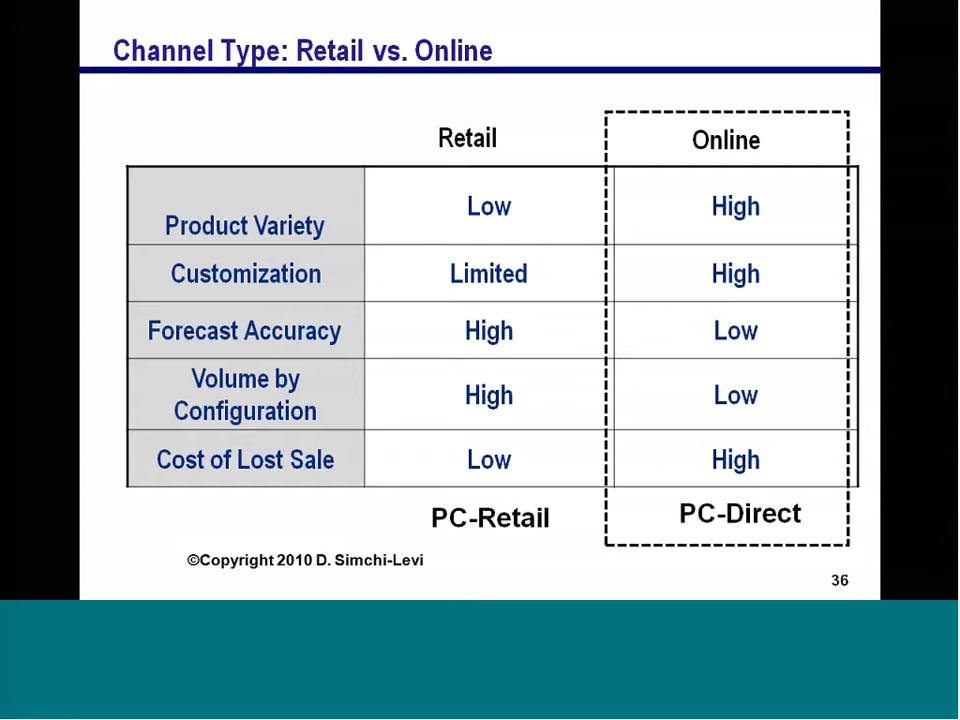 Channel Type: Retail vs. Online
Retail Online
Product Variety Low High
Customization Limited High
Forecast Accuracy High Low
Volume by
Configuration High Low
Cost of Lost Sale Low High
PC-Retail PC-Direct
©Copyright 2010 D. Simchi-Levi
36